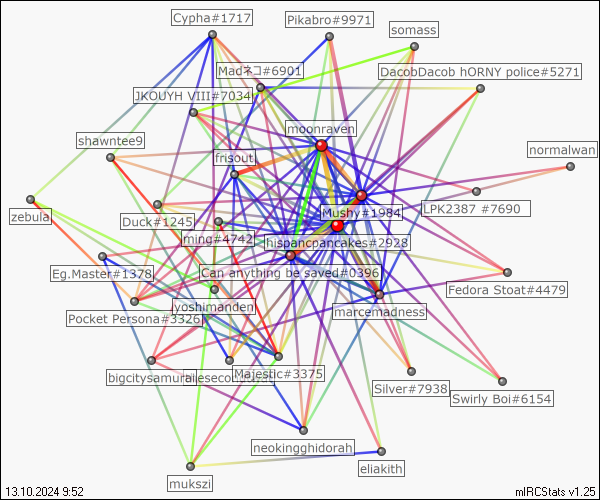 Cypha#1717
Pikabro#9971
somass
Madネコ#6901
DacobDacob hORNY police#5271
JKOUYH VIII#7034
moonraven
shawntee9
frisout
normalwan
zebula
Duck#1245
Mushy#1984
LPK2387 #7690
ming#4742
hispancpancakes#2928
Eg.Master#1378
Can anything be saved#0396
Fedora Stoat#4479
Pocket Persona#3326
yoshimanden
marcemadness
bigcitysamurai
Majestic#3375
Silver#7938
Swirly Boi#6154
neokingghidorah
eliakith
mukszi
13.10.2024 9:52
mIRCStats v1.25